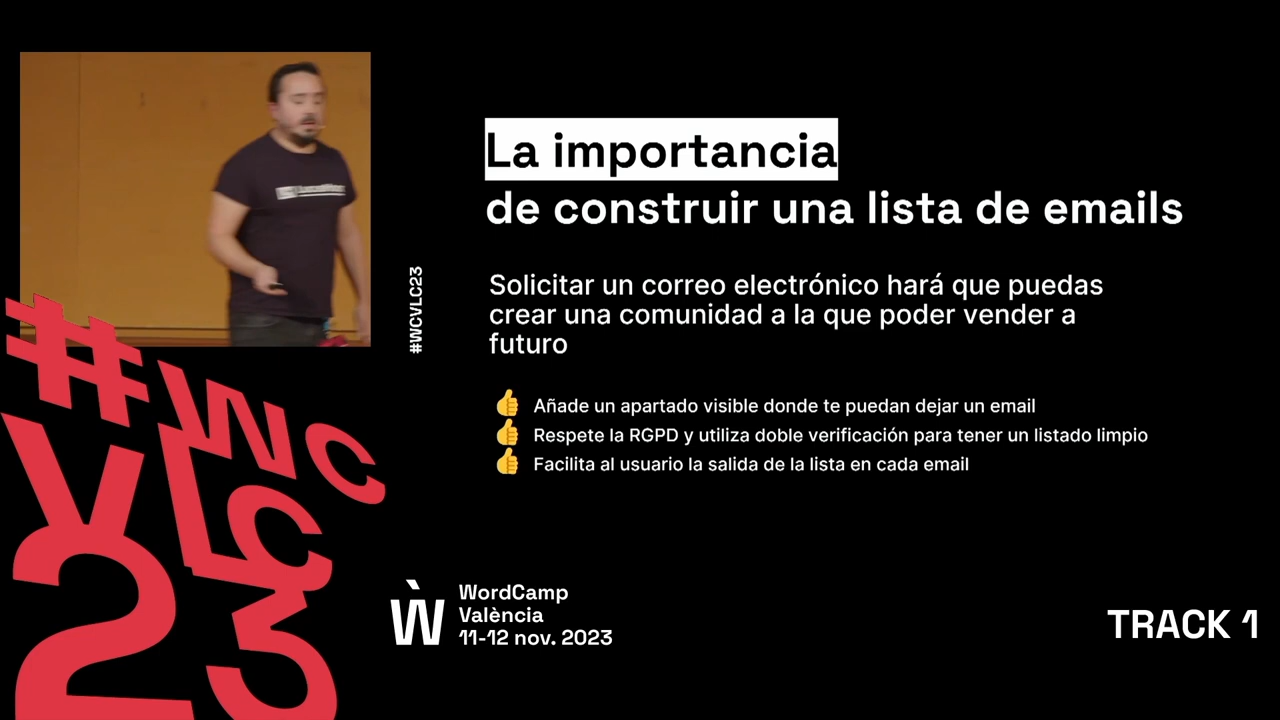 La importancia
de construir una lista de emails
Solicitar un correo electrónico hará que puedas
crear una comunidad a la que poder vender a
futuro
Añade un apartado visible donde te puedan dejar un email
Respete la RGPD y utiliza doble verificación para tener un listado limpio
Facilita al usuario la salida de la lista en cada email
#WCVLC23
#WC
VLC
23
Ẁ WordCamp
València
11-12 nov. 2023
TRACK 1